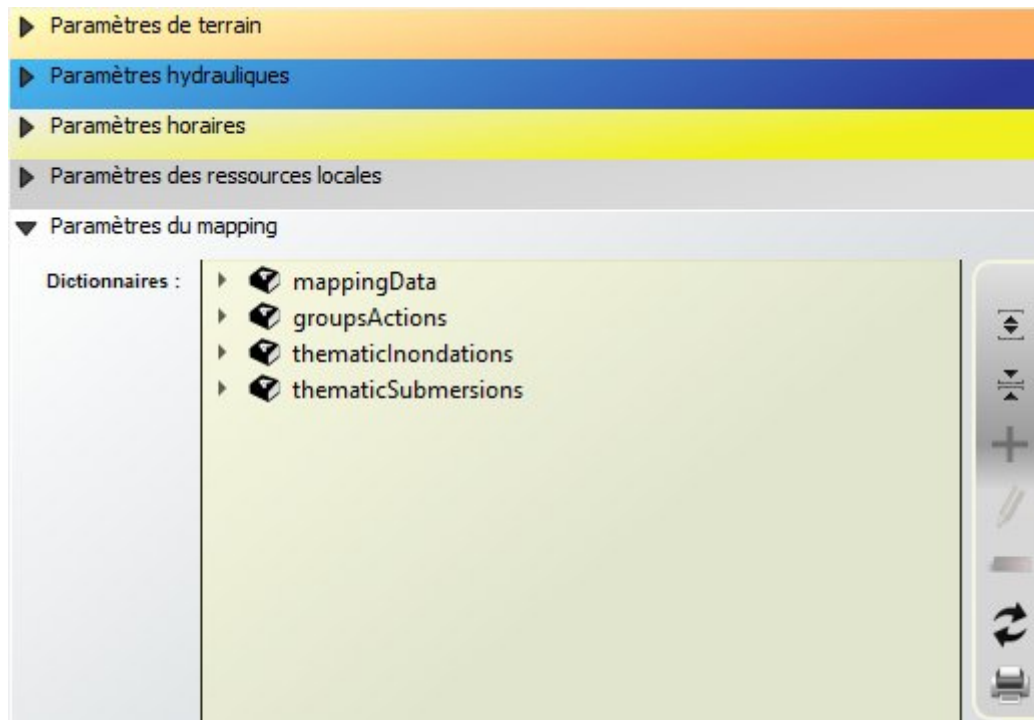 Paramètres de terrain
Paramètres hydrauliques
Paramètres horaires
Paramètres des ressources locales
Paramètres du mapping
Dictionnaires :
mappingData
groupsActions
thematicInondations
thematicSubmersions